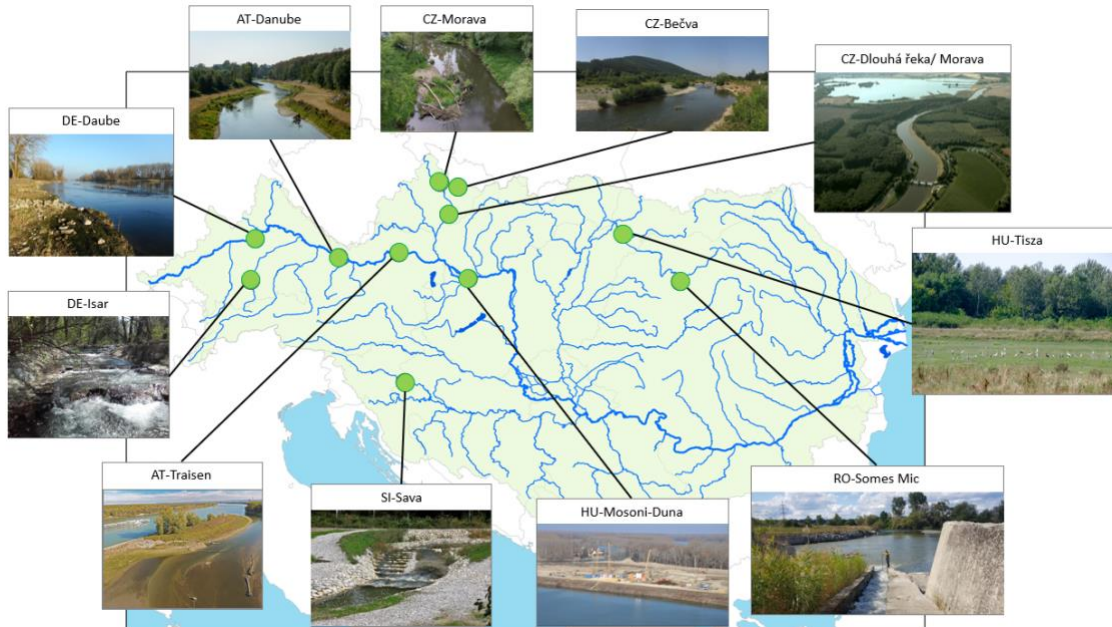 AT-Danube
CZ-Morava
CZ-Bečva
CZ-Dlouhá řeka/ Morava
DE-Daube
HU-Tisza
DE-Isar
AT-Traisen
SI-Sava
HU-Mosoni-Duna
RO-Somes Mic